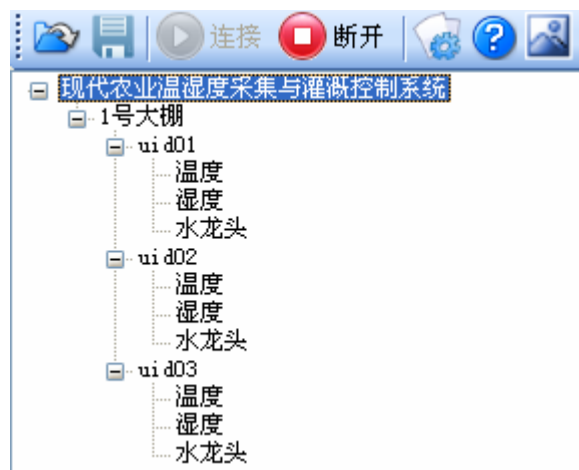 连接 断开
现代农业温湿度采集与灌溉控制系统
1号大棚
uid01
温度
湿度
水龙头
uid02
温度
湿度
水龙头
uid03
温度
湿度
水龙头